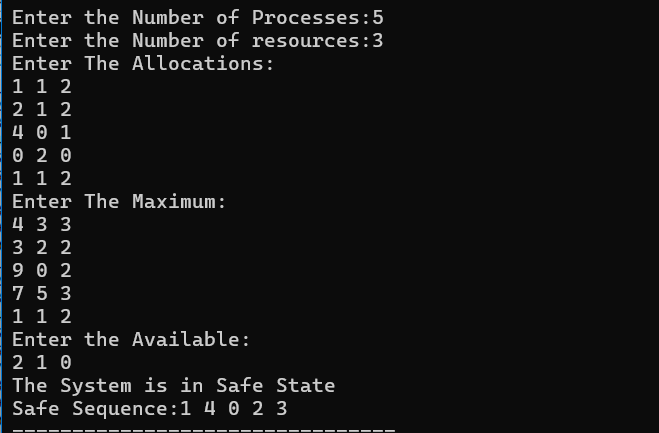 Enter the Number of Processes:5
Enter the Number of resources:3
Enter The Allocations:
1 1 2
2 1 2
4 0 1
0 2 0
1 1 2
Enter The Maximum:
4 3 3
3 2 2
9 0 2
7 5 3
1 1 2
Enter the Available:
2 1 0
The System is in Safe State
Safe Sequence:1 4 0 2 3
--------------------------------